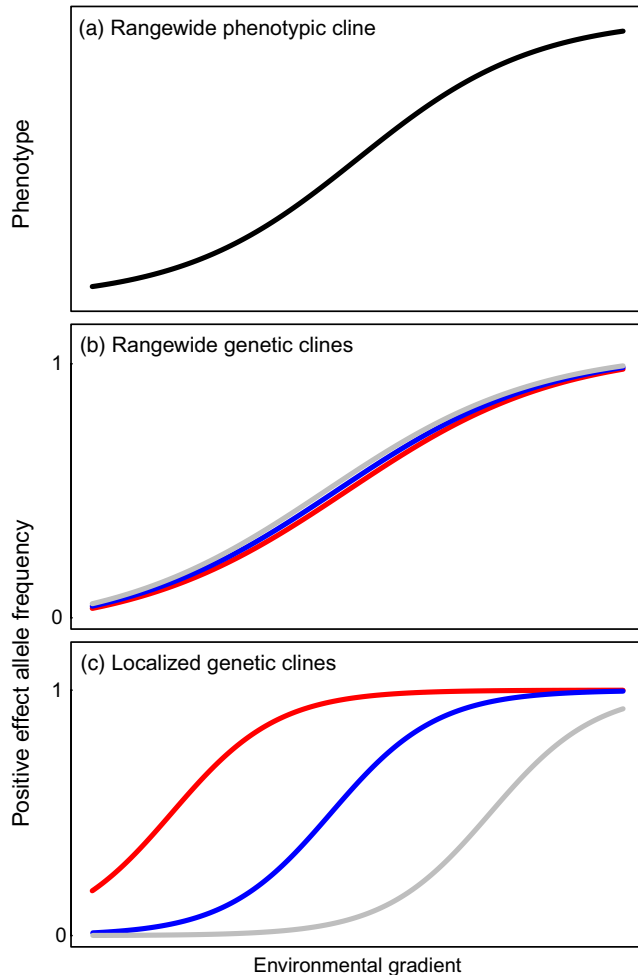 (a) Rangewide phenotypic cline
Phenotype
(b) Rangewide genetic clines
1
0
Positive effect allele frequency
(c) Localized genetic clines
1
0
Environmental gradient